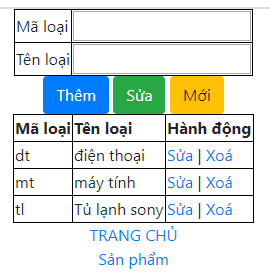 Mã loại
Tên loại
Thêm Sửa Mới
Mã loại Tên loại Hành động
dt điện thoại Sửa | Xoá
mt máy tính Sửa | Xoá
tl Tủ lạnh sony Sửa | Xoá
TRANG CHỦ
Sản phẩm